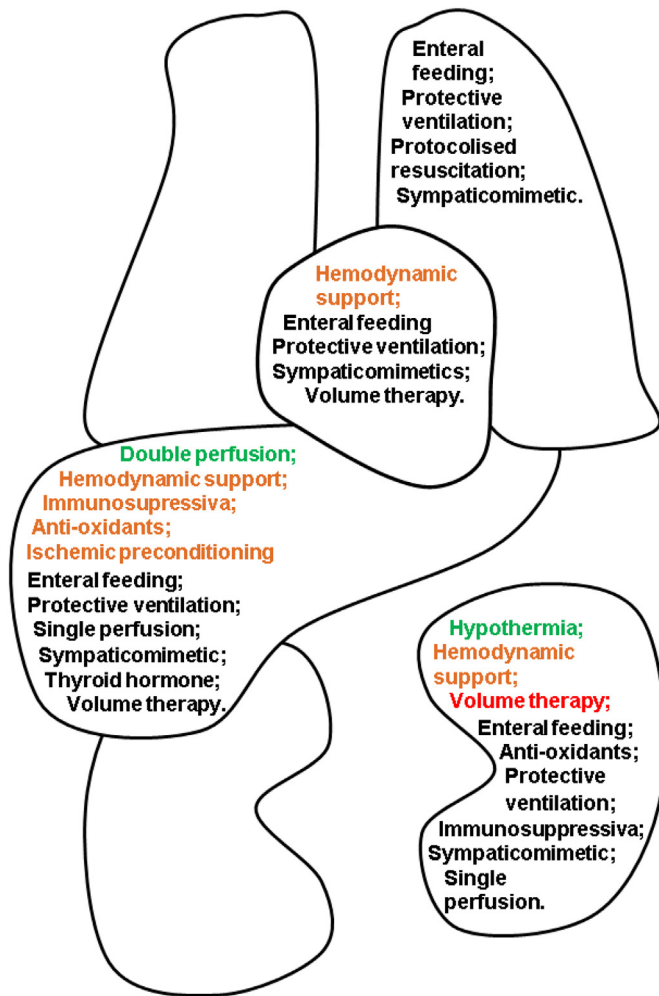 Enteral
feeding;
Protective
ventilation;
Protocolised
resuscitation;
Sympaticomimetic.
Hemodynamic
support;
Enteral feeding
Protective ventilation;
Sympaticomimetics;
Volume therapy.
Double perfusion;
Hemodynamic support;
Immunosupressiva;
Anti-oxidants;
Ischemic preconditioning
Enteral feeding;
Protective ventilation;
Single perfusion;
Sympaticomimetic;
Thyroid hormone;
Volume therapy.
Hypothermia;
Hemodynamic
support;
Volume therapy;
Enteral feeding;
Anti-oxidants;
Protective
ventilation;
Immunosuppressiva;
Sympaticomimetic;
Single
perfusion.